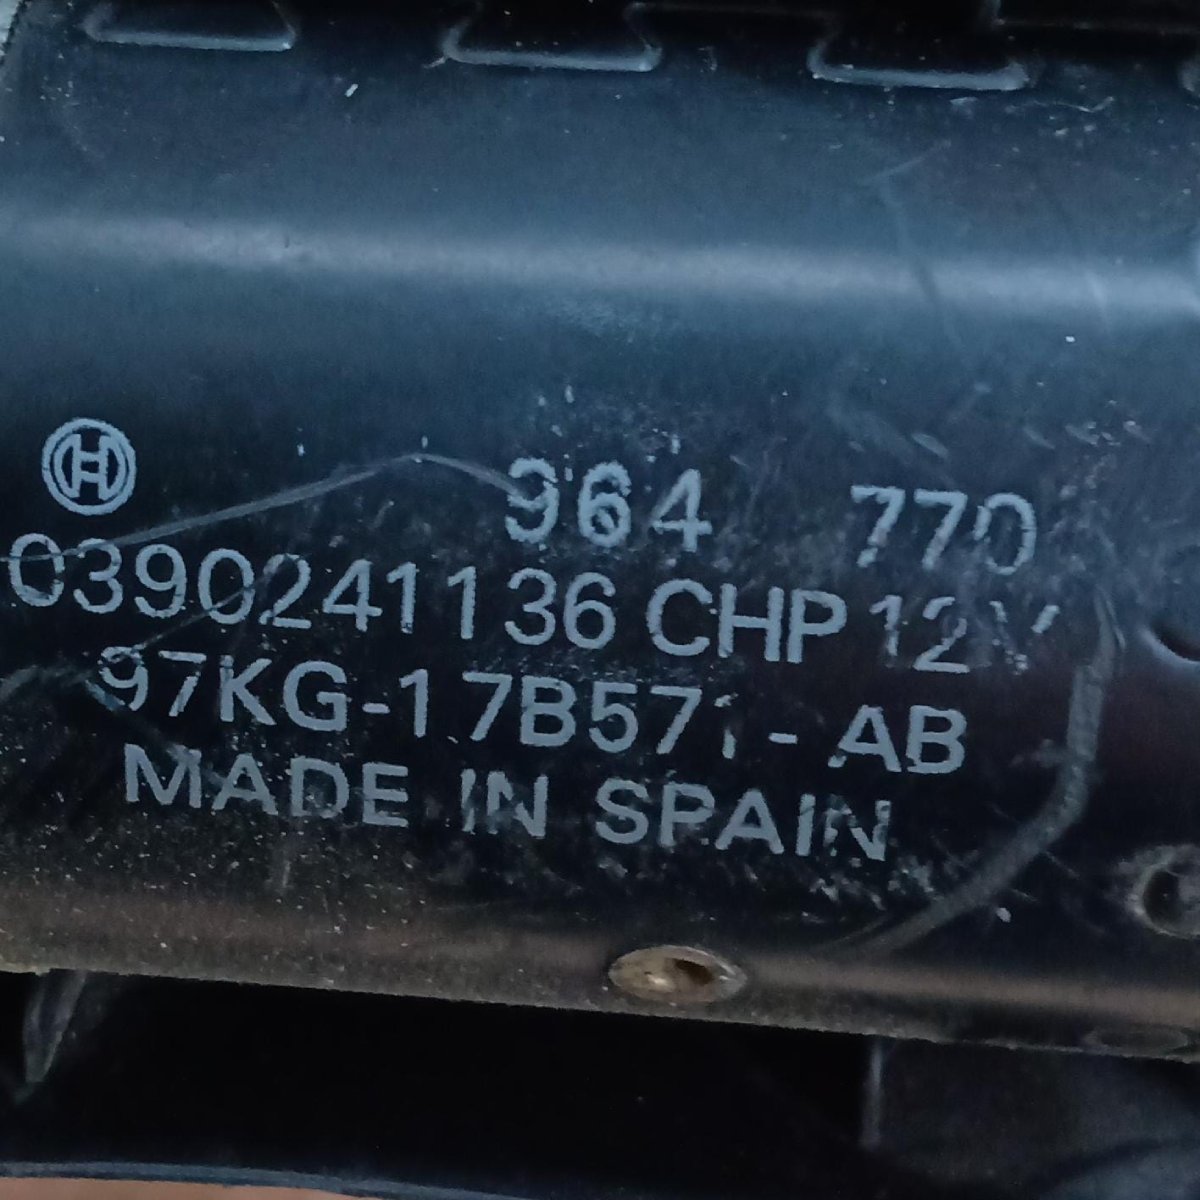 964 770
0390241136 CHP 12V
97KG-17B571-AB
MADE IN SPAIN